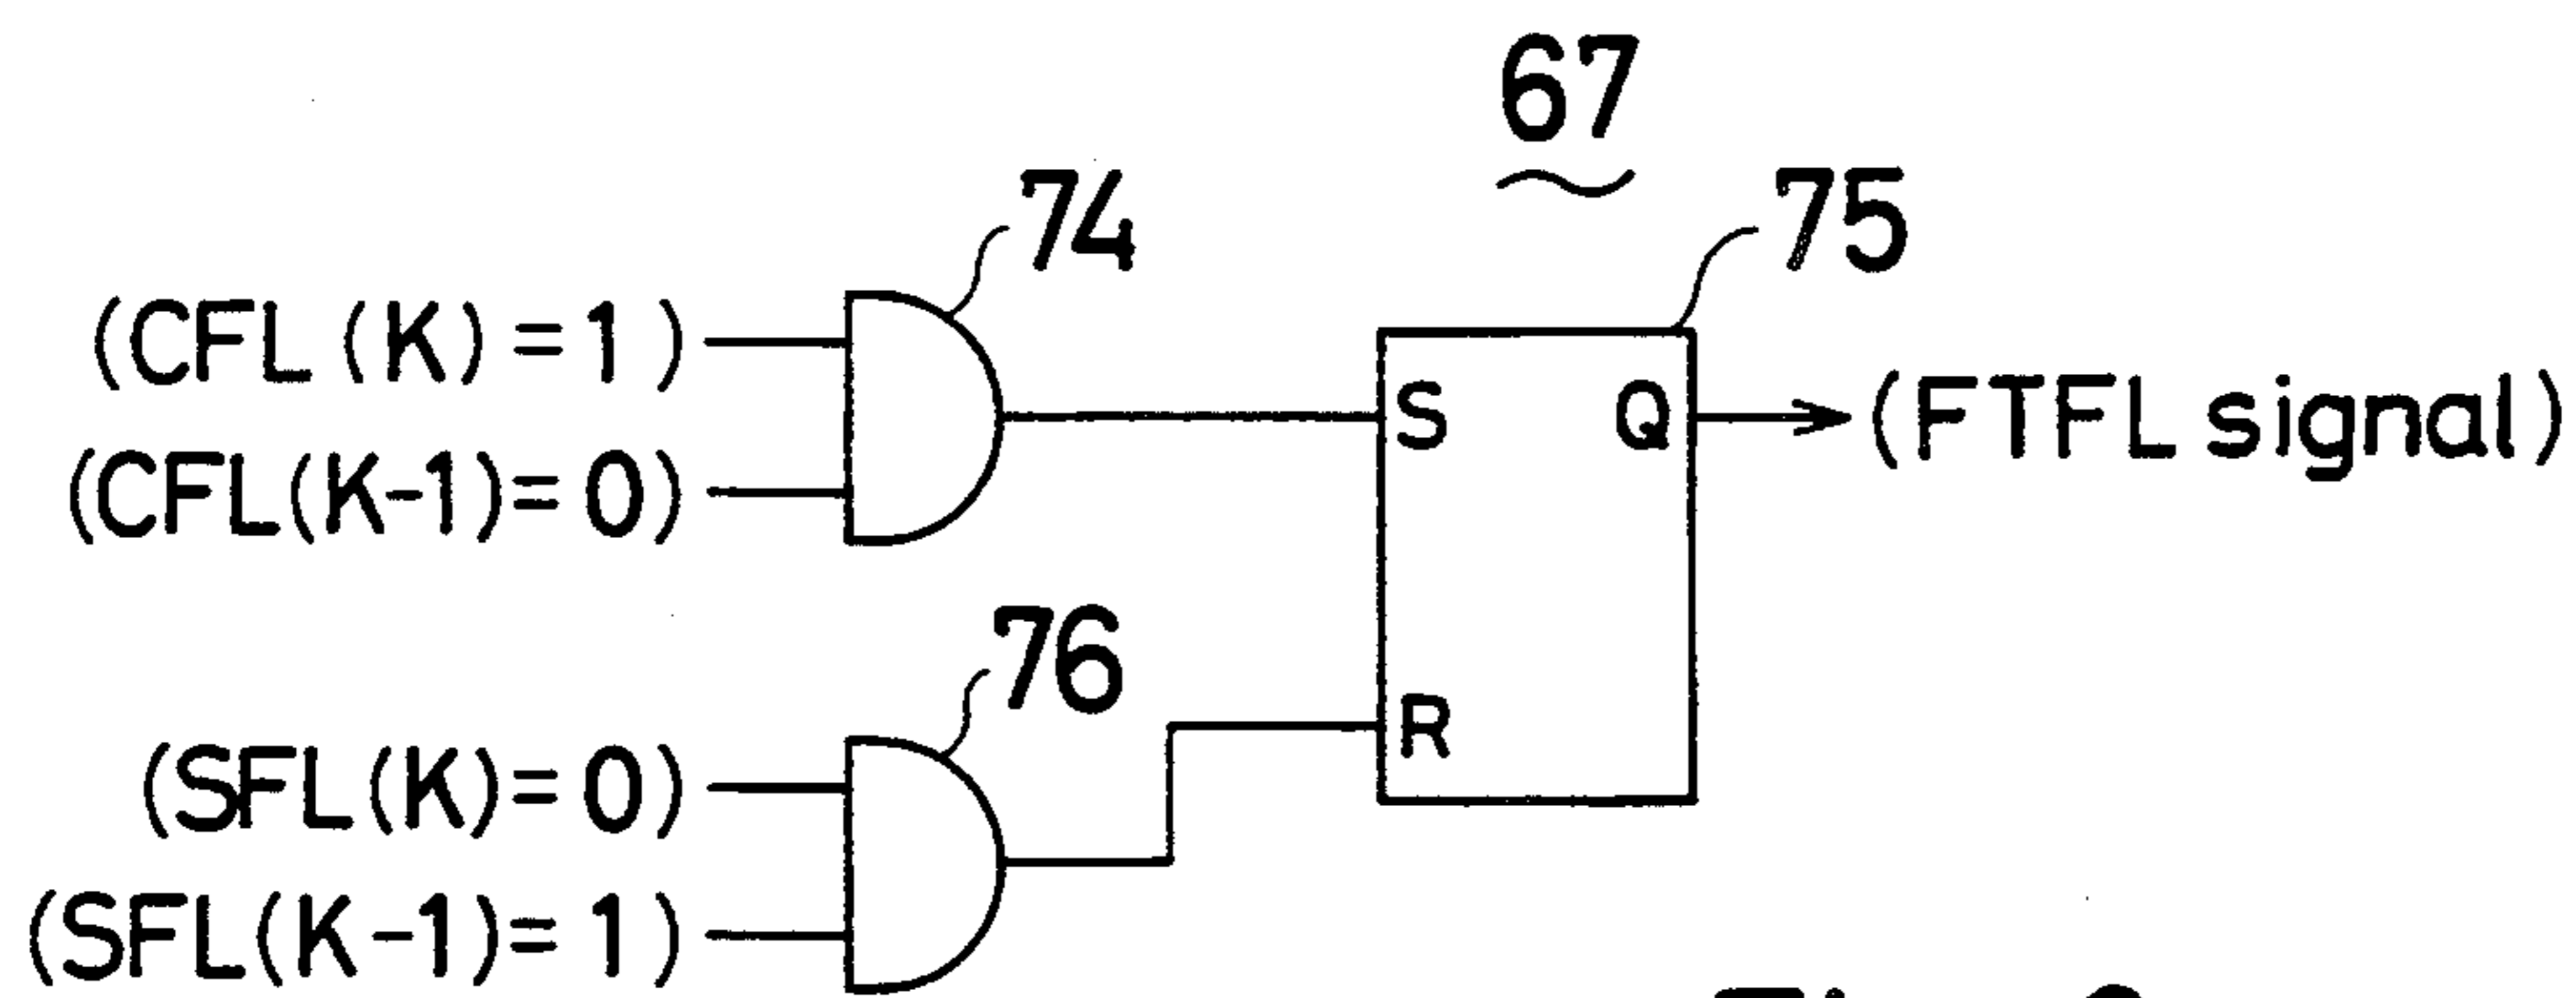 67
74
75
(CFL(K)=1)
(CFL(K-1)=0)
S
Q
(FTFL signal)
76
R
(SFL(K)=0)
(SFL(K-1)=1)